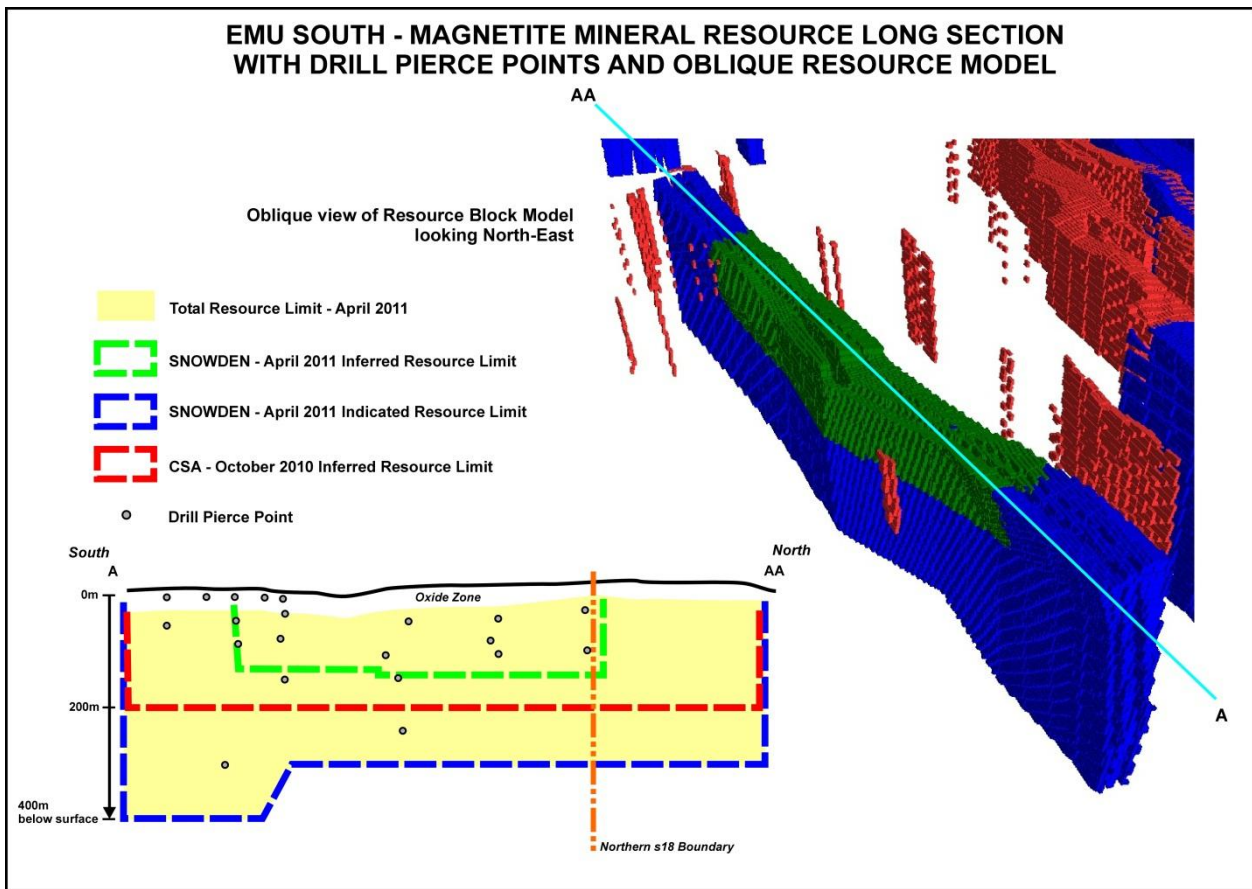 EMU SOUTH - MAGNETITE MINERAL RESOURCE LONG SECTION
WITH DRILL PIERCE POINTS AND OBLIQUE RESOURCE MODEL
AA
Oblique view of Resource Block Model
looking North-East
Total Resource Limit - April 2011
SNOWDEN - April 2011 Inferred Resource Limit
SNOWDEN - April 2011 Indicated Resource Limit
CSA - October 2010 Inferred Resource Limit
Drill Pierce Point
South
A
North
AA
0m
Oxide Zone
200m
400m
below surface
Northern s18 Boundary
A